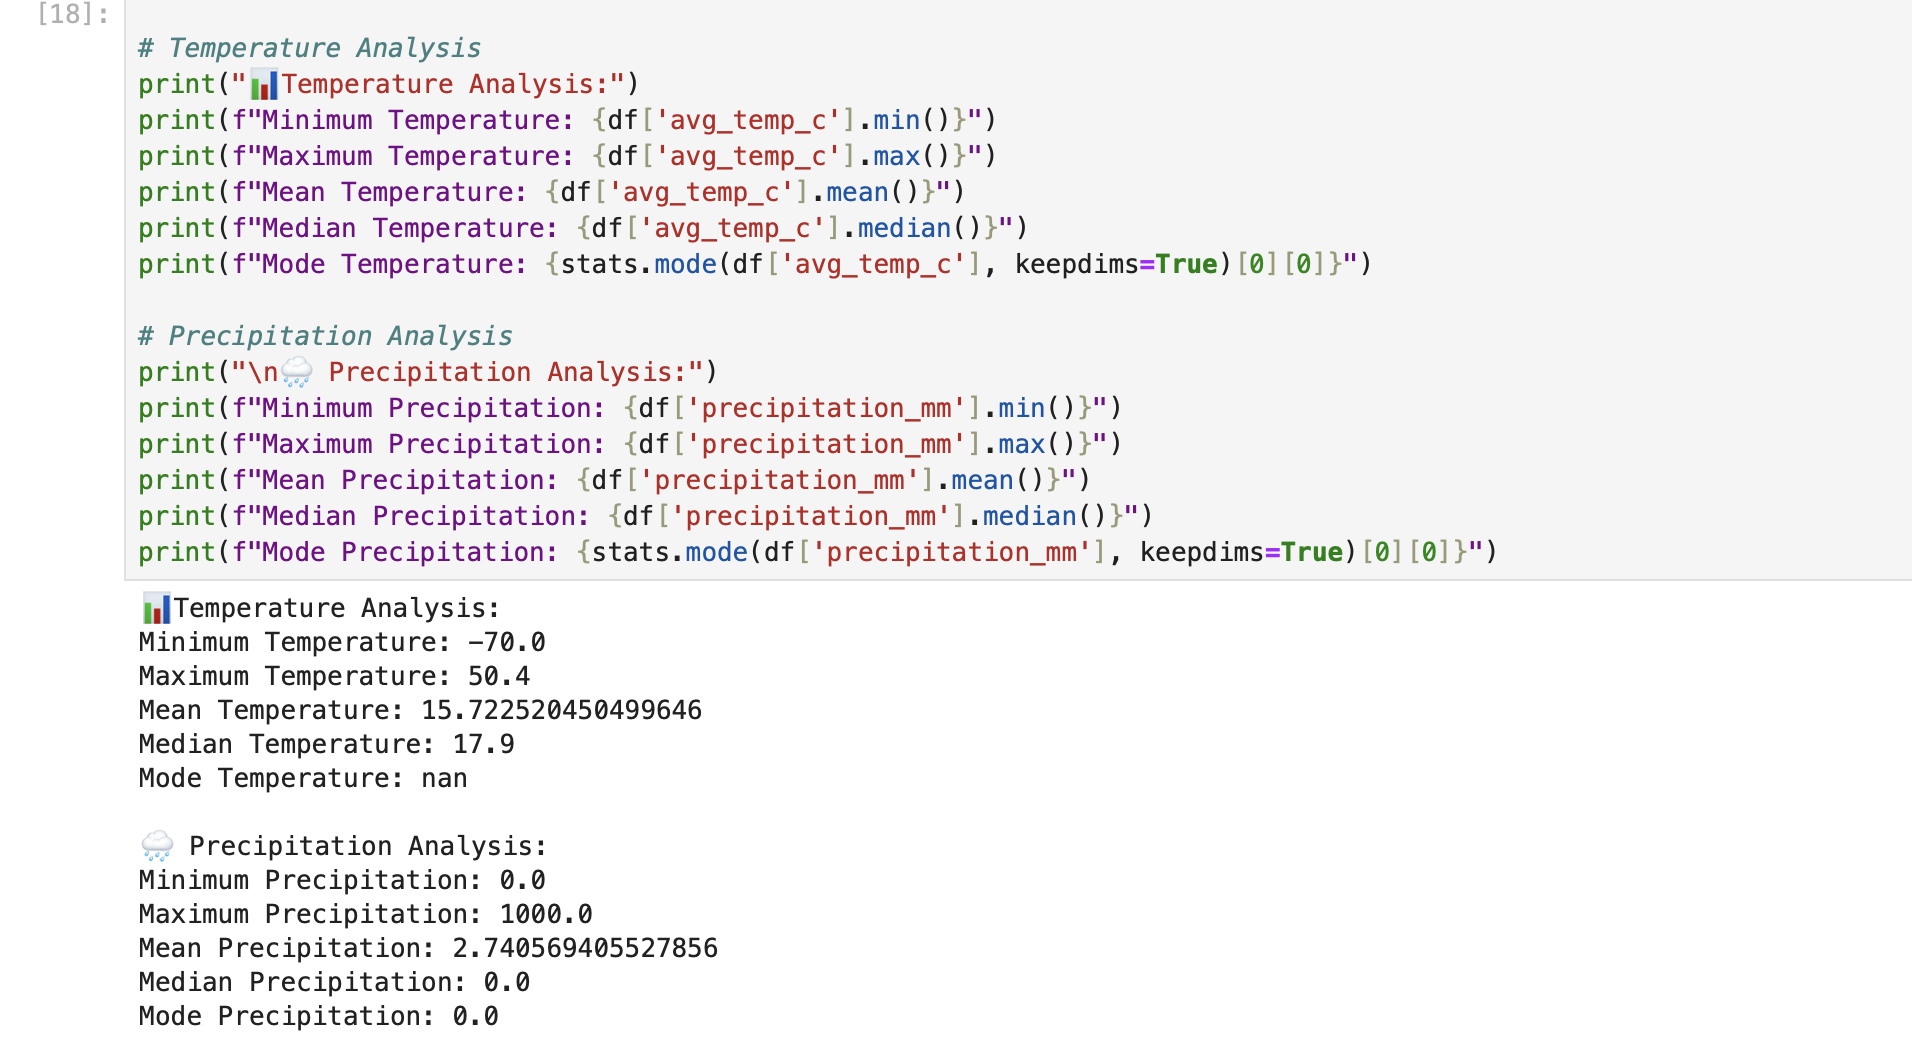 [18]:
# Temperature Analysis
print("📊Temperature Analysis:")
print(f"Minimum Temperature: {df['avg_temp_c'].min()}")
print(f"Maximum Temperature: {df['avg_temp_c'].max()}")
print(f"Mean Temperature: {df['avg_temp_c'].mean()}")
print(f"Median Temperature: {df['avg_temp_c'].median()}")
print(f"Mode Temperature: {stats.mode(df['avg_temp_c'], keepdims=True)[0][0]}")

# Precipitation Analysis
print("\n🌧️ Precipitation Analysis:")
print(f"Minimum Precipitation: {df['precipitation_mm'].min()}")
print(f"Maximum Precipitation: {df['precipitation_mm'].max()}")
print(f"Mean Precipitation: {df['precipitation_mm'].mean()}")
print(f"Median Precipitation: {df['precipitation_mm'].median()}")
print(f"Mode Precipitation: {stats.mode(df['precipitation_mm'], keepdims=True)[0][0]}")
📊Temperature Analysis:
Minimum Temperature: -70.0
Maximum Temperature: 50.4
Mean Temperature: 15.722520450499646
Median Temperature: 17.9
Mode Temperature: nan

🌧️ Precipitation Analysis:
Minimum Precipitation: 0.0
Maximum Precipitation: 1000.0
Mean Precipitation: 2.740569405527856
Median Precipitation: 0.0
Mode Precipitation: 0.0